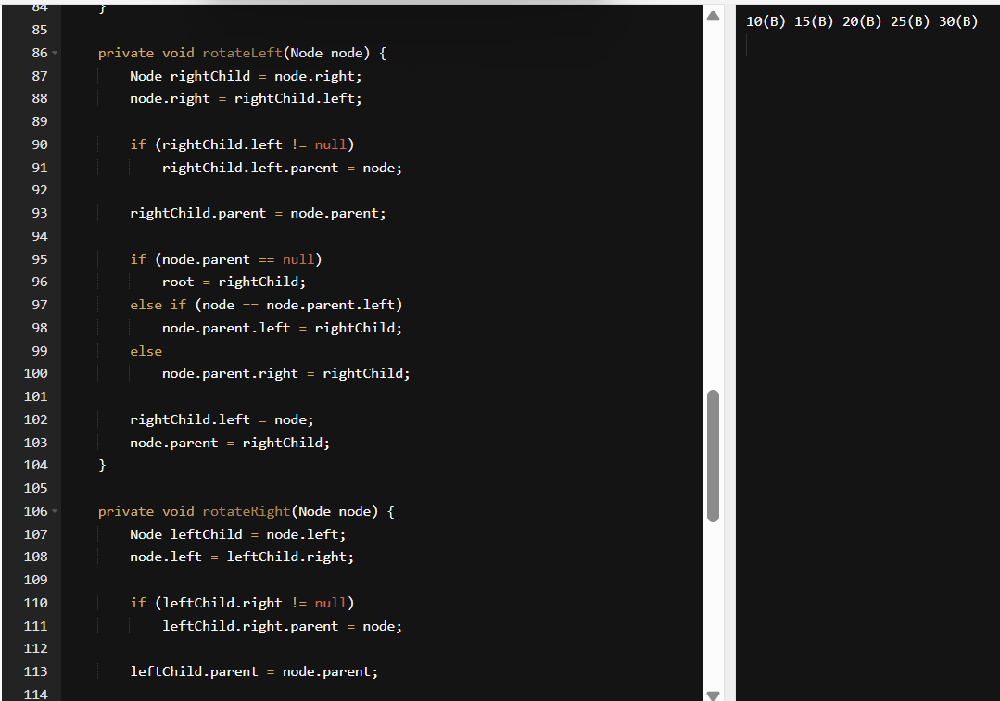 84 }
85
86 private void rotateLeft(Node node) {
87 Node rightChild = node.right;
88 node.right = rightChild.left;
89
90 if (rightChild.left != null)
91 rightChild.left.parent = node;
92
93 rightChild.parent = node.parent;
94
95 if (node.parent == null)
96 root = rightChild;
97 else if (node == node.parent.left)
98 node.parent.left = rightChild;
99 else
100 node.parent.right = rightChild;
101
102 rightChild.left = node;
103 node.parent = rightChild;
104 }
105
106 private void rotateRight(Node node) {
107 Node leftChild = node.left;
108 node.left = leftChild.right;
109
110 if (leftChild.right != null)
111 leftChild.right.parent = node;
112
113 leftChild.parent = node.parent;
114
10(B) 15(B) 20(B) 25(B) 30(B)